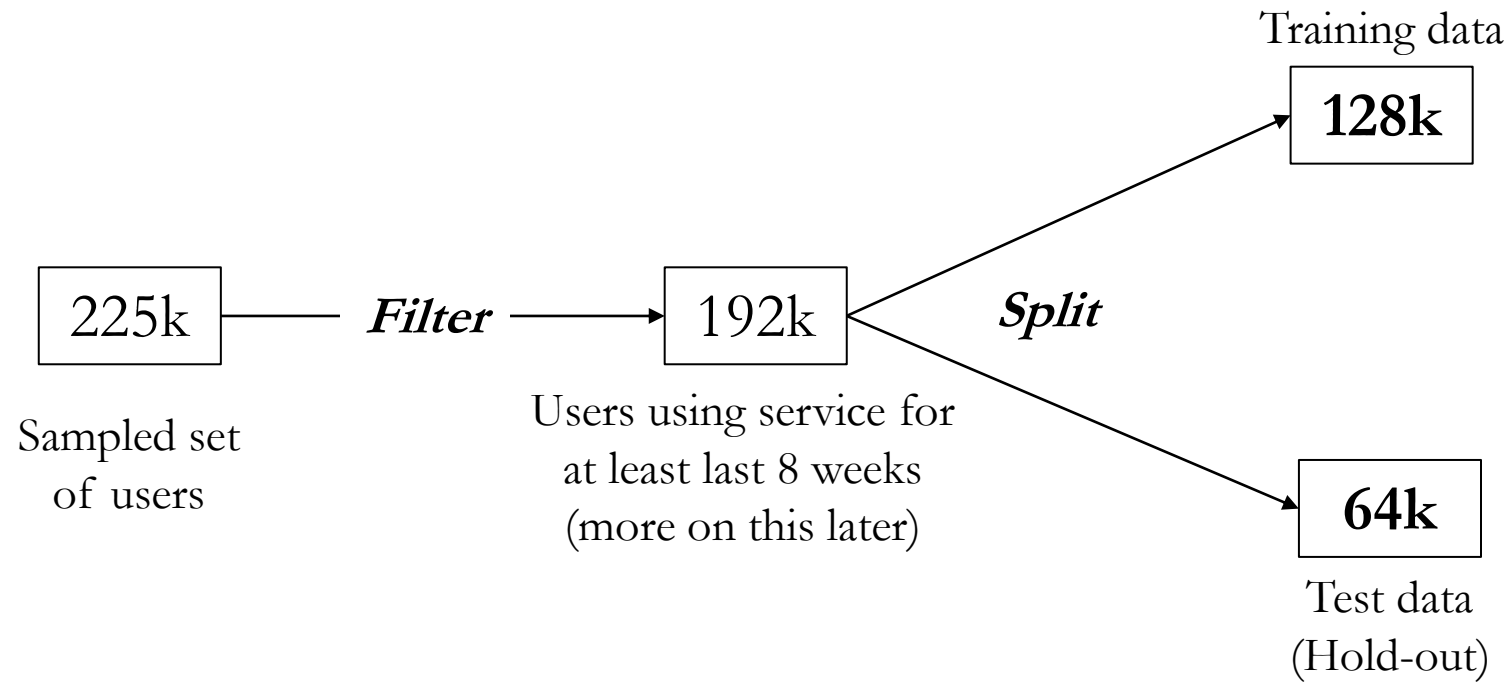 Training data
128k
225k
Filter
192k
Split
Sampled set
of users
Users using service for
at least last 8 weeks
(more on this later)
64k
Test data
(Hold-out)